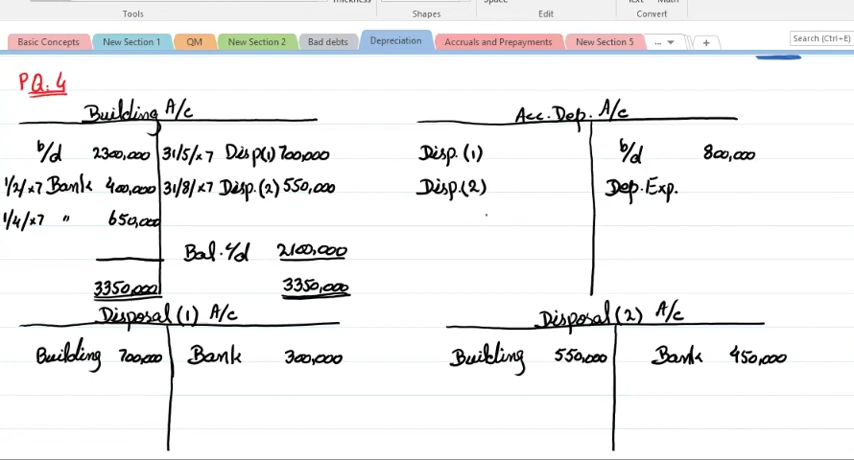 Tools Shapes Edit Convert
Basic Concepts New Section 1 QM New Section 2 Bad debts Depreciation Accruals and Prepayments New Section 5 ... + Search (Ctrl+E)
PQ.4
Building A/c
b/d 2300,000 31/5/x7 Disp(1) 700,000
1/2/x7 Bank 400,000 31/8/x7 Disp.(2) 550,000
1/4/x7 " 650,000
Bal. c/d 2100,000
3350,000 3350,000
Acc. Dep. A/c
Disp. (1) b/d 800,000
Disp.(2) Dep. Exp.
Disposal (1) A/c
Building 700,000 Bank 300,000
Disposal (2) A/c
Building 550,000 Bank 450,000